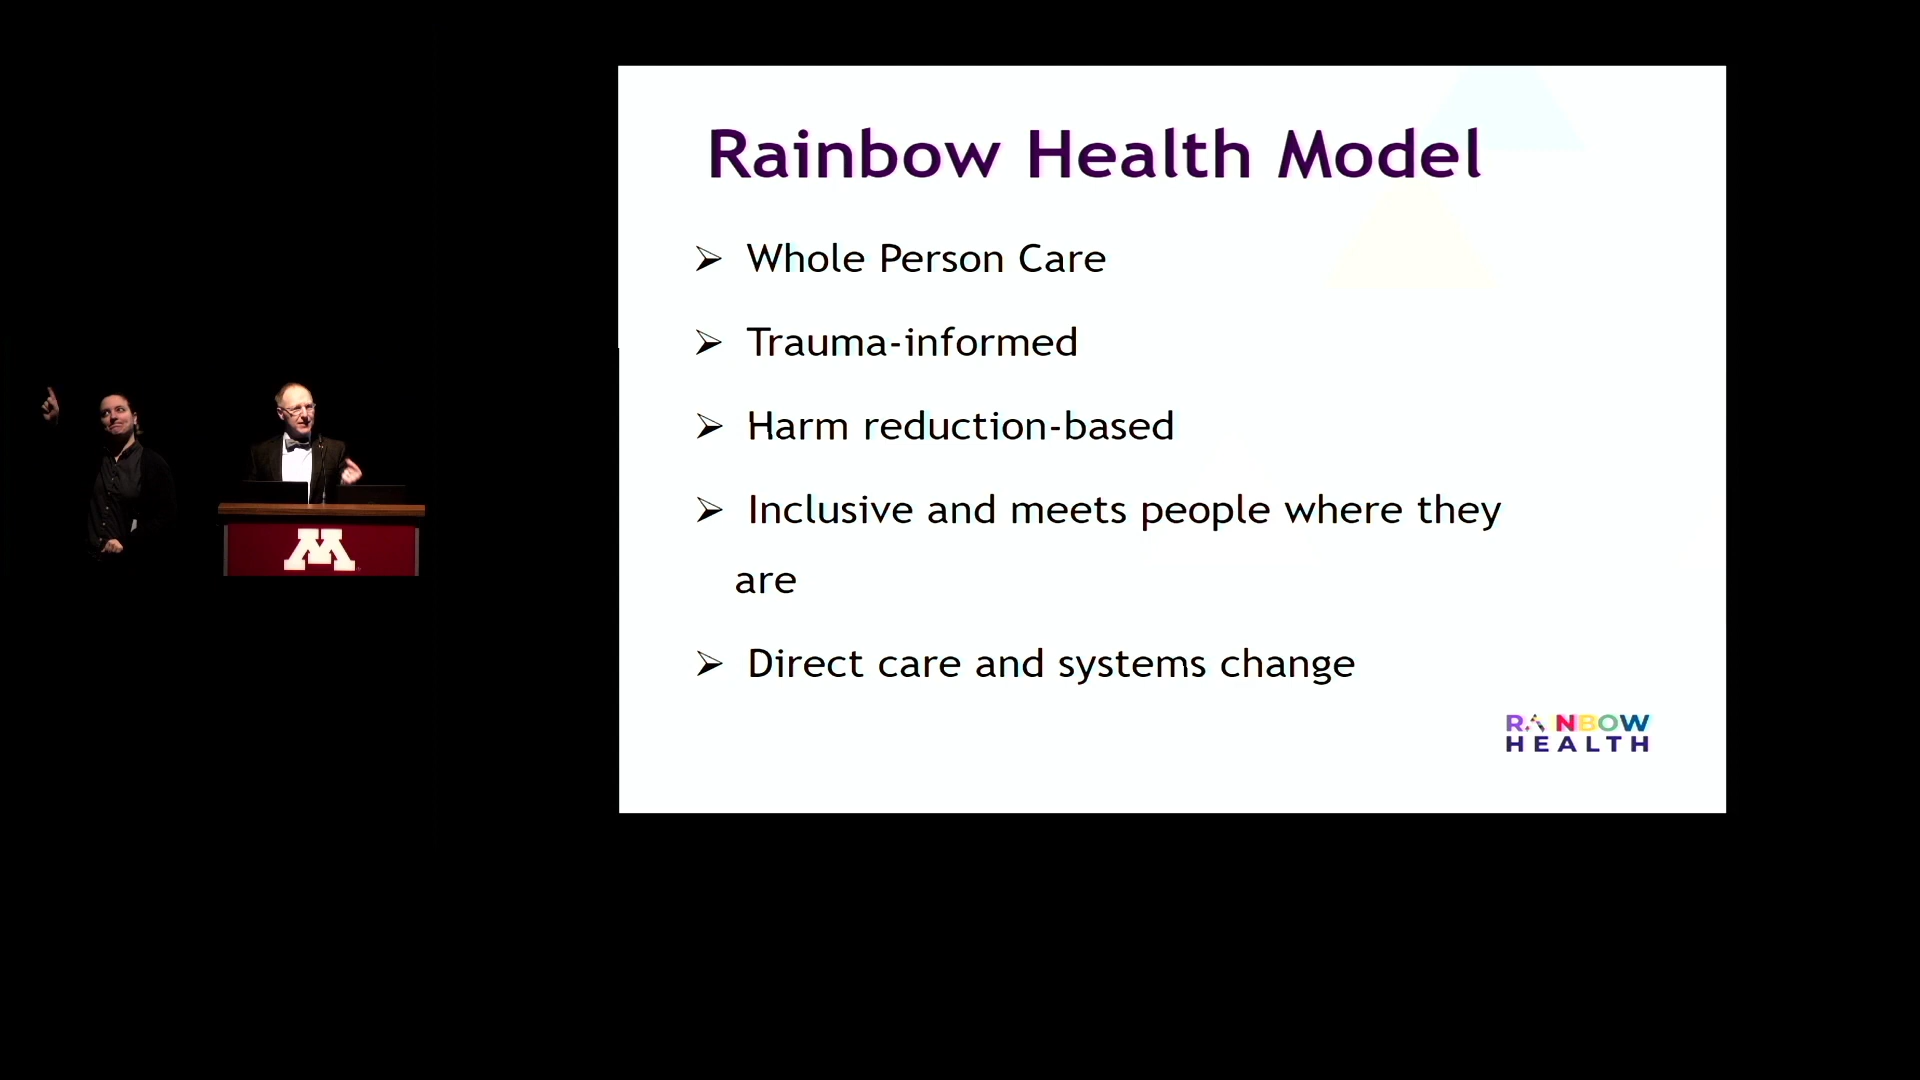 Rainbow Health Model
➢ Whole Person Care
➢ Trauma-informed
➢ Harm reduction-based
➢ Inclusive and meets people where they
are
➢ Direct care and systems change
RAINBOW
HEALTH
M